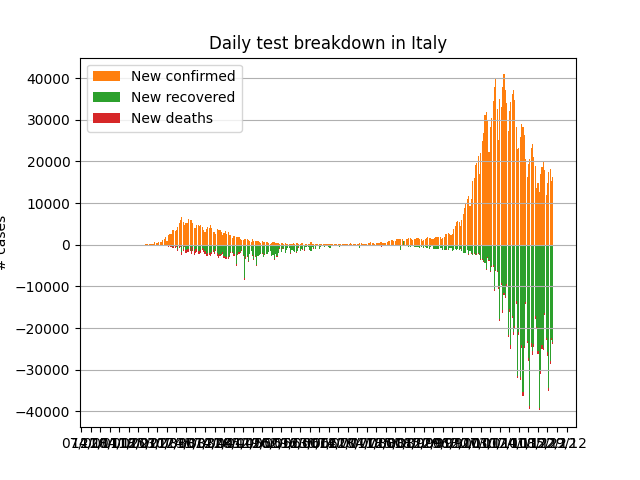 Daily test breakdown in Italy
New confirmed
New recovered
New deaths
40000
30000
20000
10000
0
−10000
−20000
−30000
−40000
# cases